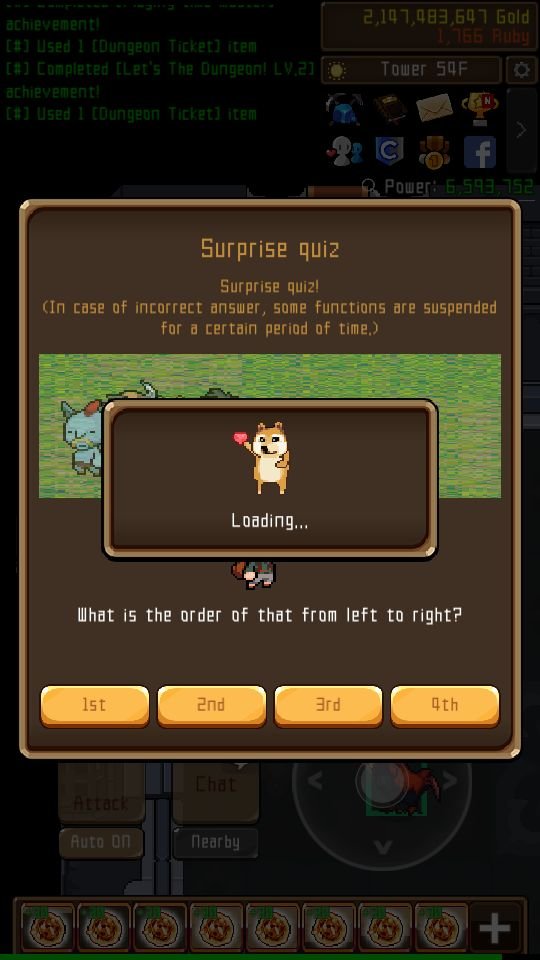 achievement!
[#] Used 1 [Dungeon Ticket] item
[#] Completed [Let's The Dungeon! LV.2]
achievement!
[#] Used 1 [Dungeon Ticket] item
2,147,483,647 Gold
1,766 Ruby
Tower 54F
N
Power: 6,593,752
Surprise quiz
Surprise quiz!
(In case of incorrect answer, some functions are suspended
for a certain period of time.)
Loading...
What is the order of that from left to right?
1st
2nd
3rd
4th
Attack
Chat
Auto ON
Nearby